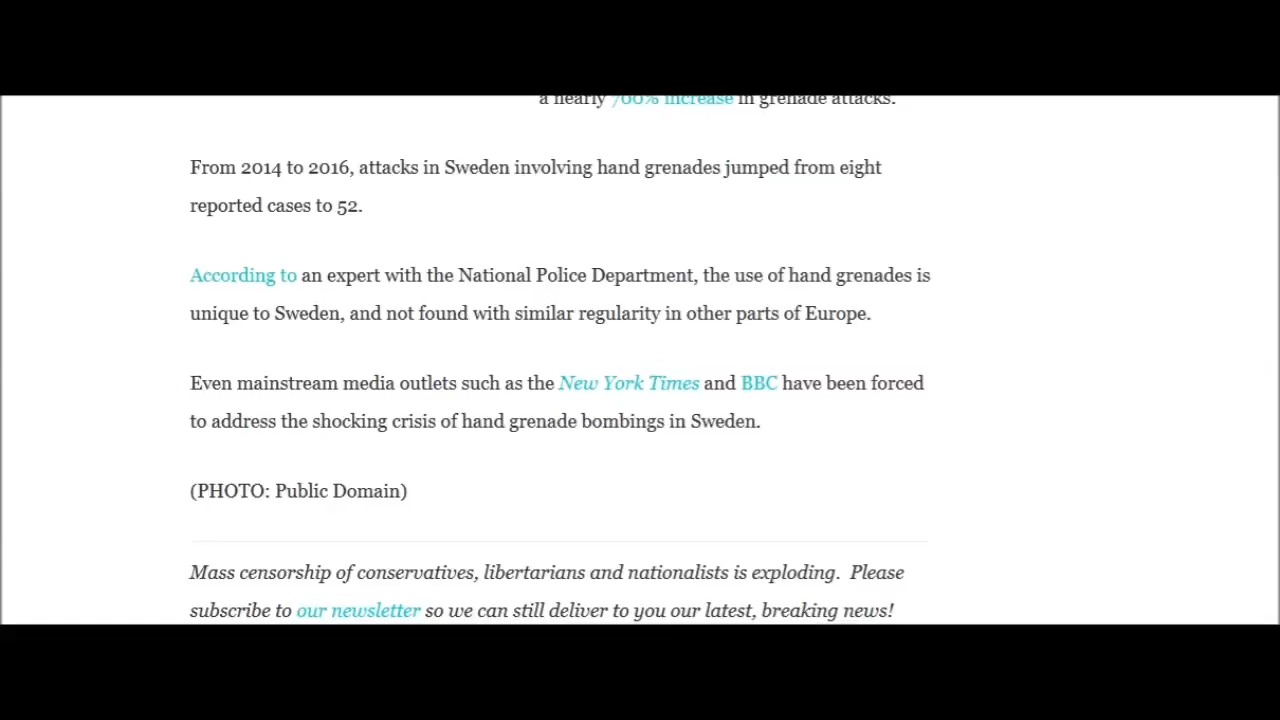 a nearly 700% increase in grenade attacks.
From 2014 to 2016, attacks in Sweden involving hand grenades jumped from eight
reported cases to 52.
According to an expert with the National Police Department, the use of hand grenades is
unique to Sweden, and not found with similar regularity in other parts of Europe.
Even mainstream media outlets such as the New York Times and BBC have been forced
to address the shocking crisis of hand grenade bombings in Sweden.
(PHOTO: Public Domain)
Mass censorship of conservatives, libertarians and nationalists is exploding.  Please
subscribe to our newsletter so we can still deliver to you our latest, breaking news!